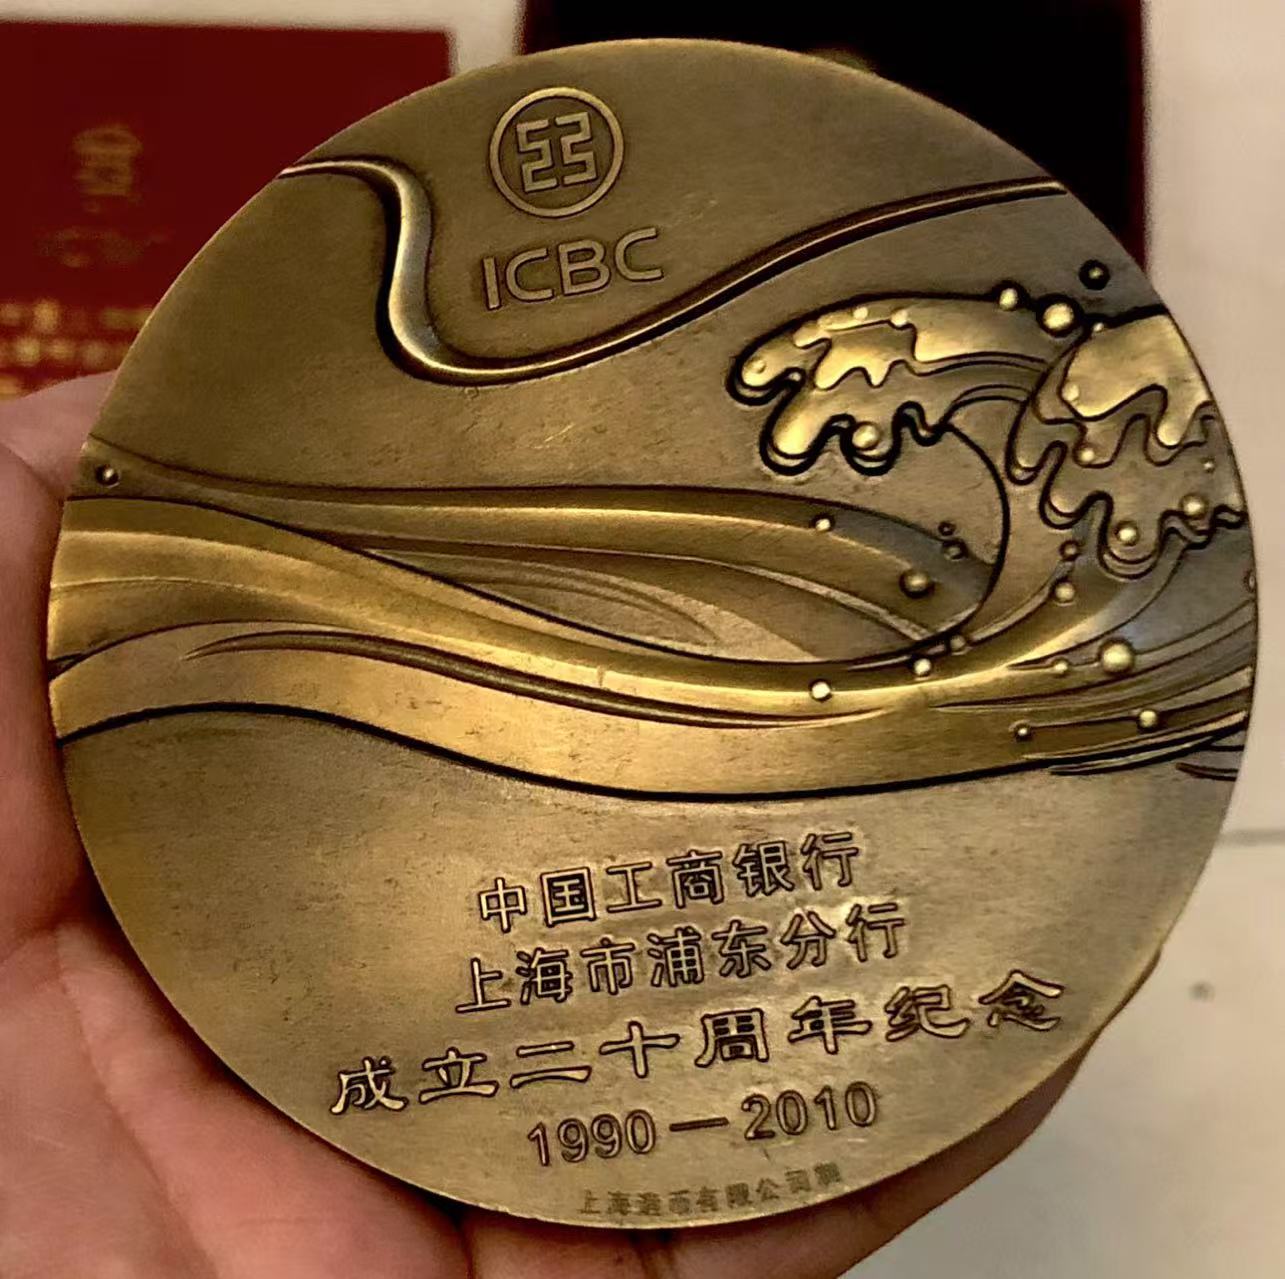 ICBC
中国工商银行
上海市浦东分行
成立二十周年纪念
1990—2010
上海造币有限公司制